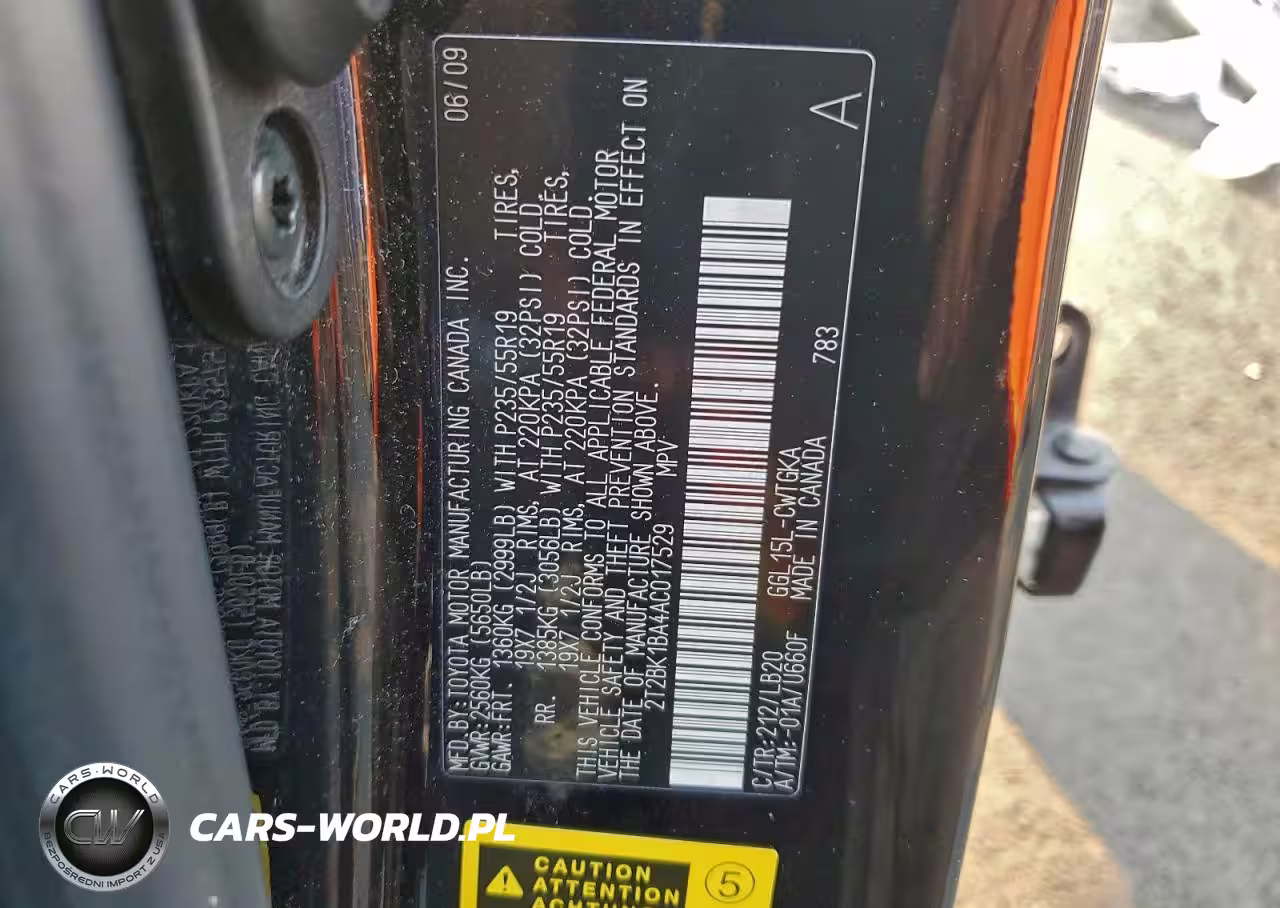 MFD.BY:TOYOTA MOTOR MANUFACTURING CANADA INC. 06/09
GVWR:2560KG(5650LB)
GAWR:FRT. 1360KG(2999LB) WITH P235/55R19 TIRES,
19X7 1/2J RIMS, AT 220KPA (32PSI) COLD
RR. 1385KG (3056LB) WITH P235/55R19 TIRES,
19X7 1/2J RIMS, AT 220KPA (32PSI) COLD.
THIS VEHICLE CONFORMS TO ALL APPLICABLE FEDERAL MOTOR
VEHICLE SAFETY AND THEFT PREVENTION STANDARDS IN EFFECT ON
THE DATE OF MANUFACTURE SHOWN ABOVE.
2T2BK1BA4AC017529 MPV
C/TR:212/LB20 GGL15L-CWTGKA 783 A
A/TM:-01A/U660F MADE IN CANADA
CAUTION
ATTENTION
ACHTUNG
5
CARS-WORLD
CW
BEZPOŚREDNI IMPORT Z USA
CARS-WORLD.PL